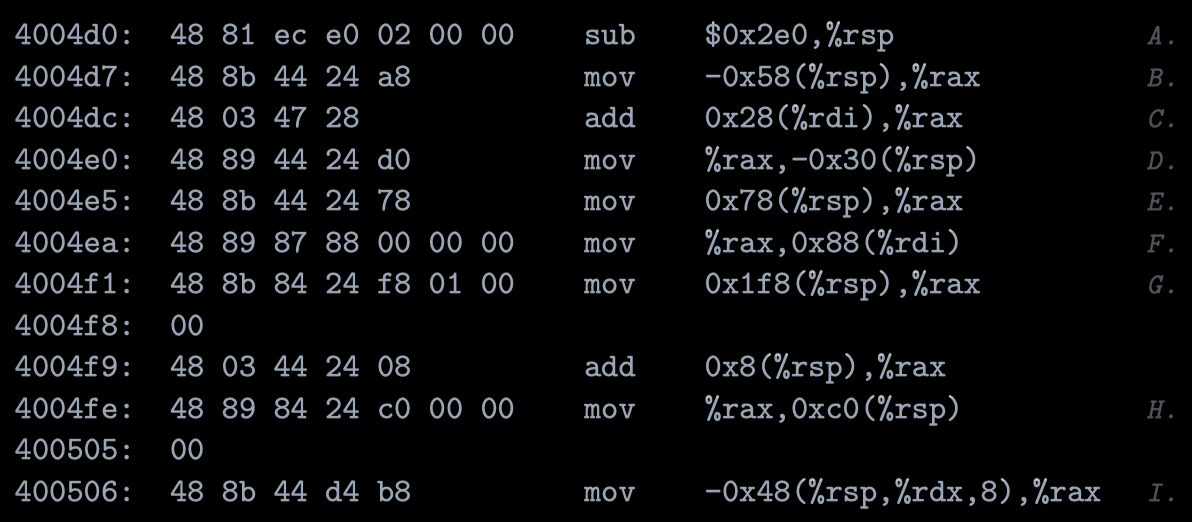 4004d0: 48 81 ec e0 02 00 00 sub $0x2e0,%rsp A.
4004d7: 48 8b 44 24 a8 mov -0x58(%rsp),%rax B.
4004dc: 48 03 47 28 add 0x28(%rdi),%rax C.
4004e0: 48 89 44 24 d0 mov %rax,-0x30(%rsp) D.
4004e5: 48 8b 44 24 78 mov 0x78(%rsp),%rax E.
4004ea: 48 89 87 88 00 00 00 mov %rax,0x88(%rdi) F.
4004f1: 48 8b 84 24 f8 01 00 mov 0x1f8(%rsp),%rax G.
4004f8: 00
4004f9: 48 03 44 24 08 add 0x8(%rsp),%rax
4004fe: 48 89 84 24 c0 00 00 mov %rax,0xc0(%rsp) H.
400505: 00
400506: 48 8b 44 d4 b8 mov -0x48(%rsp,%rdx,8),%rax I.